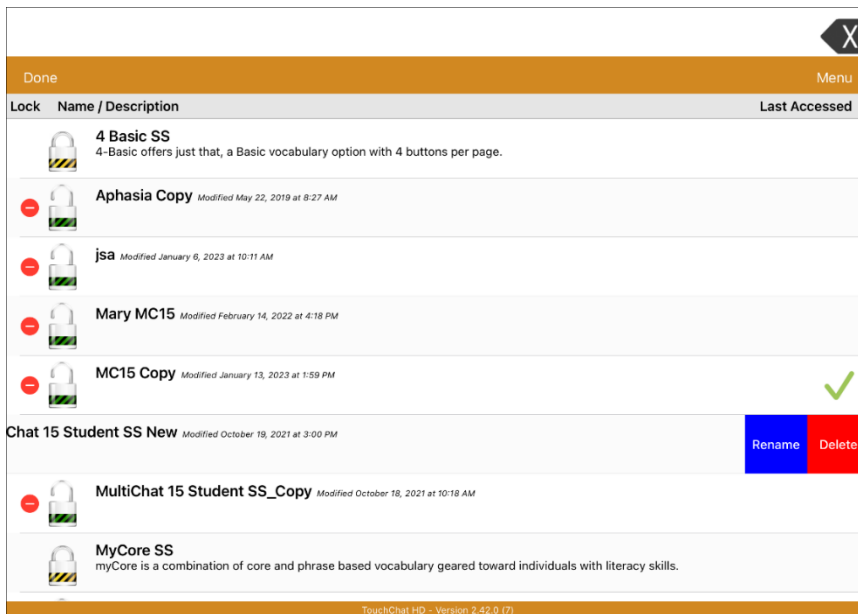 X
Done Menu
Lock Name / Description Last Accessed
4 Basic SS
4-Basic offers just that, a Basic vocabulary option with 4 buttons per page.
Aphasia Copy Modified May 22, 2019 at 8:27 AM
jsa Modified January 6, 2023 at 10:11 AM
Mary MC15 Modified February 14, 2022 at 4:18 PM
MC15 Copy Modified January 13, 2023 at 1:59 PM
Chat 15 Student SS New Modified October 19, 2021 at 3:00 PM
Rename Delete
MultiChat 15 Student SS_Copy Modified October 18, 2021 at 10:18 AM
MyCore SS
myCore is a combination of core and phrase based vocabulary geared toward individuals with literacy skills.
TouchChat HD - Version 2.42.0 (7)